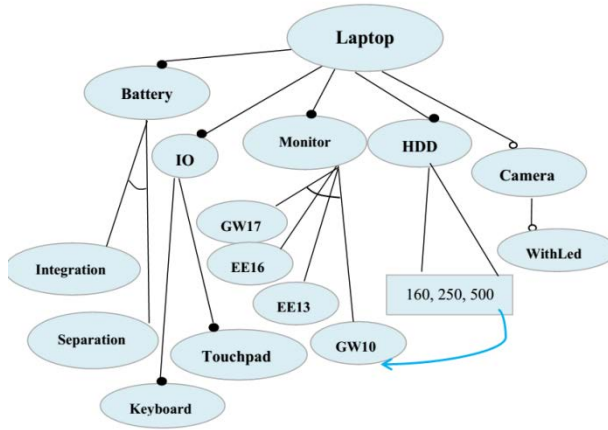 Laptop
Battery
IO
Monitor
HDD
Camera
GW17
EE16
EE13
GW10
160, 250, 500
WithLed
Integration
Separation
Touchpad
Keyboard